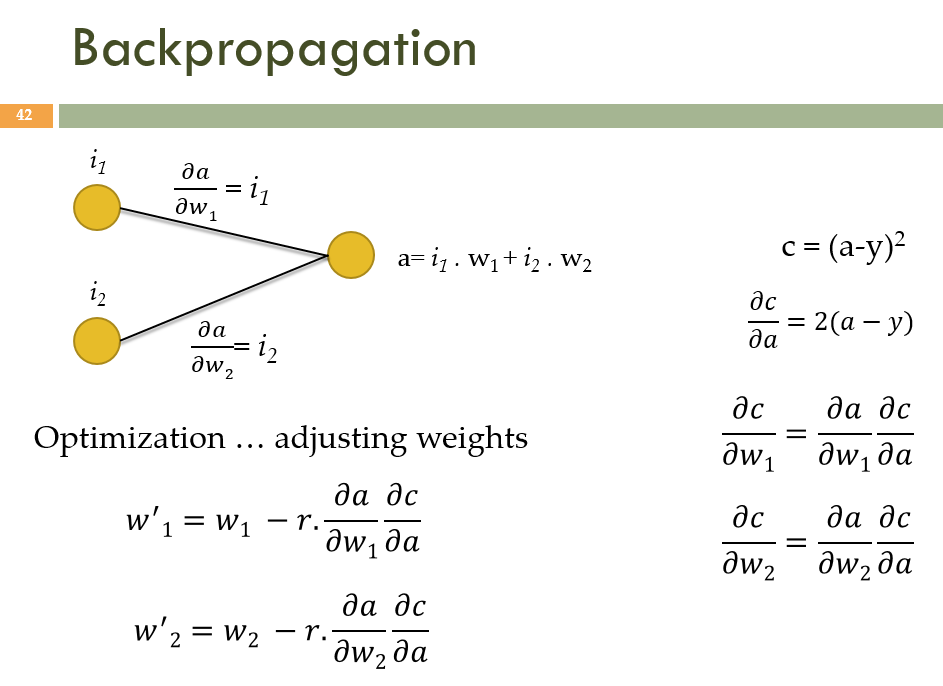 Backpropagation
42
i₁
∂a/∂w₁ = i₁
i₂
∂a/∂w₂= i₂
a= i₁ . w₁ + i₂ . w₂
c = (a-y)²
∂c/∂a = 2(a − y)
∂c/∂w₁ = ∂a/∂w₁ ∂c/∂a
∂c/∂w₂ = ∂a/∂w₂ ∂c/∂a
Optimization … adjusting weights
w′₁ = w₁ − r. ∂a/∂w₁ ∂c/∂a
w′₂ = w₂ − r. ∂a/∂w₂ ∂c/∂a